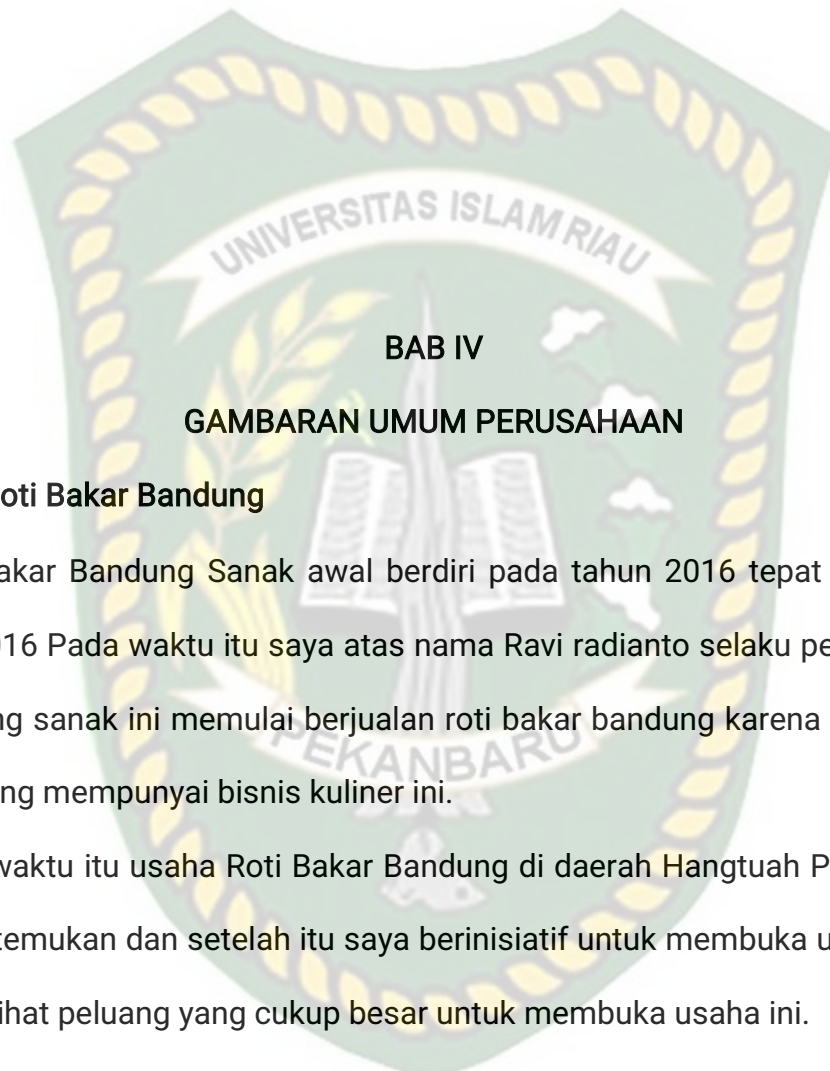 UNIVERSITAS ISLAM RIAU
BAB IV
GAMBARAN UMUM PERUSAHAAN
oti Bakar Bandung
akar Bandung Sanak awal berdiri pada tahun 2016 tepat
16 Pada waktu itu saya atas nama Ravi radianto selaku pe
ng sanak ini memulai berjualan roti bakar bandung karena
ng mempunyai bisnis kuliner ini.
waktu itu usaha Roti Bakar Bandung di daerah Hangtuah P
temukan dan setelah itu saya berinisiatif untuk membuka u
ihat peluang yang cukup besar untuk membuka usaha ini.
PEKANBARU